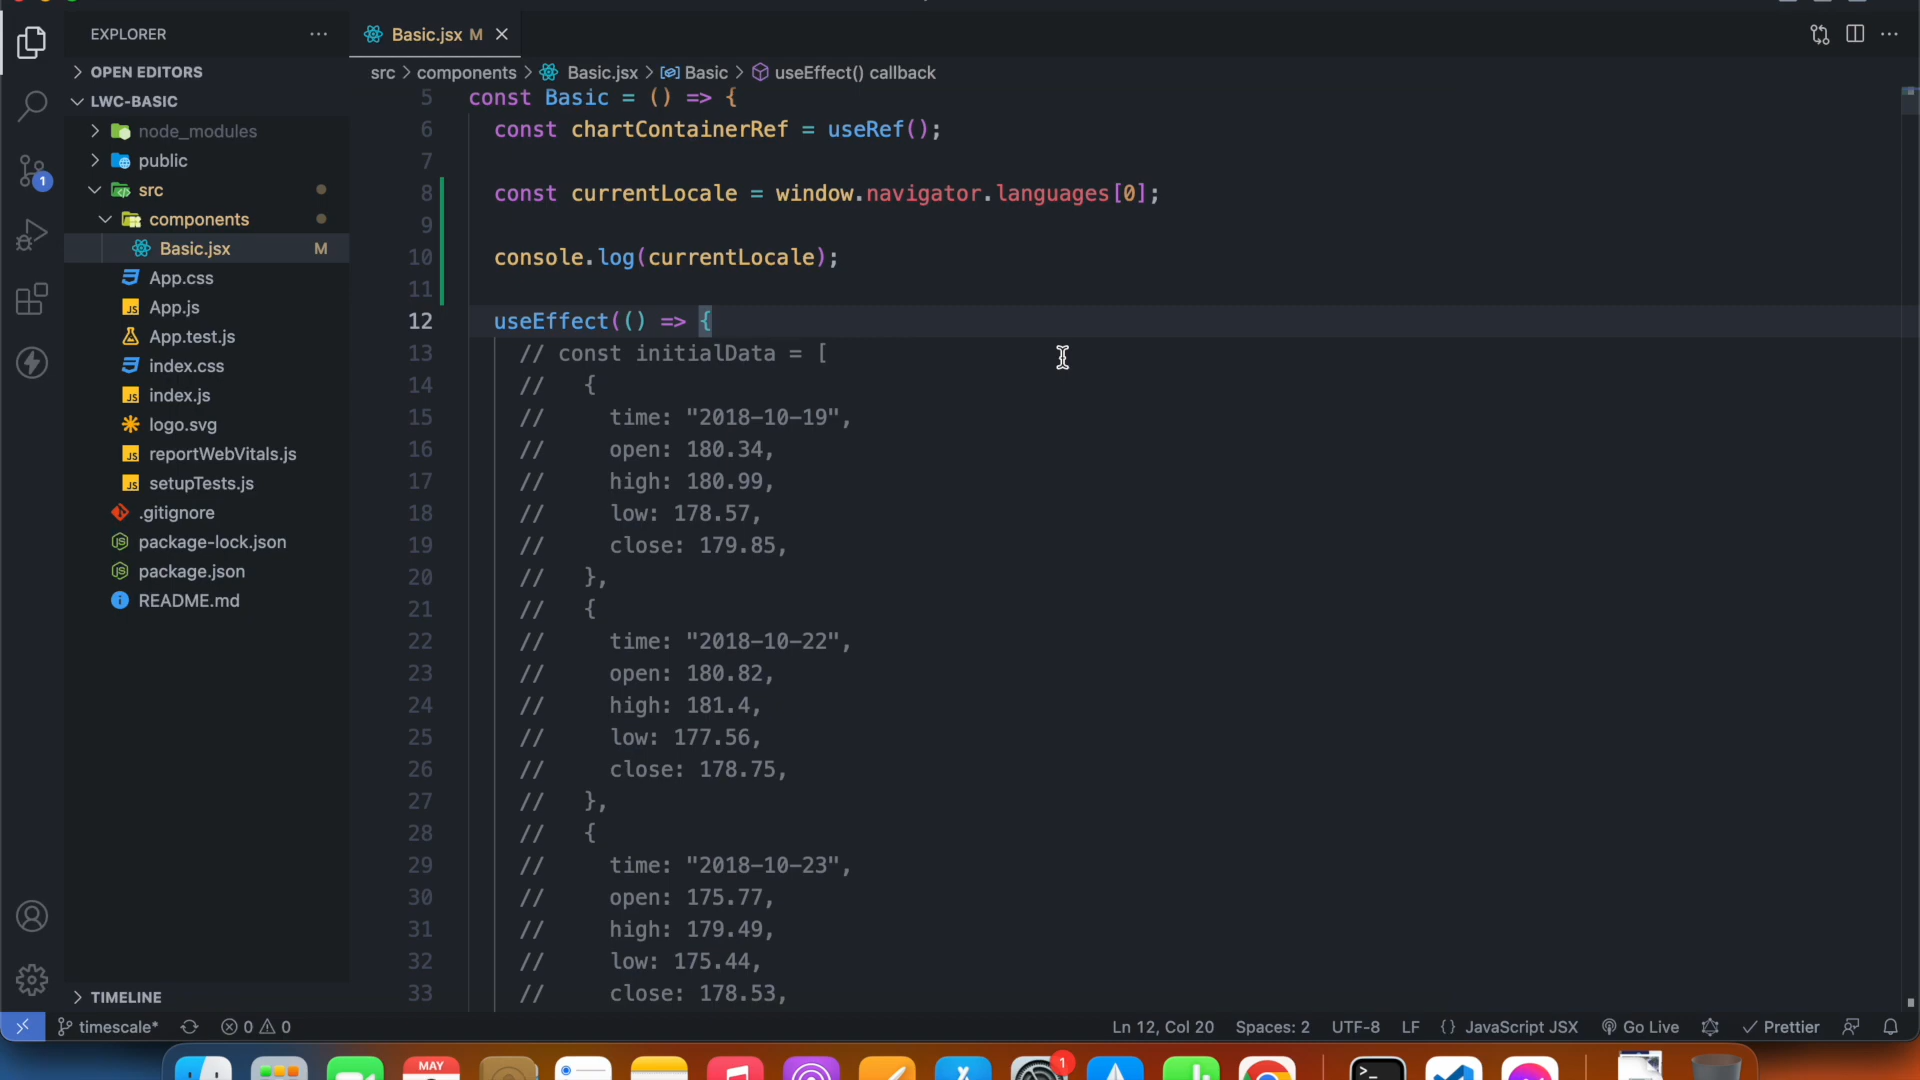 EXPLORER
Basic.jsx M
OPEN EDITORS
src > components > Basic.jsx > Basic > useEffect() callback
LWC-BASIC
node_modules
public
src
components
Basic.jsx M
App.css
App.js
App.test.js
index.css
index.js
logo.svg
reportWebVitals.js
setupTests.js
.gitignore
package-lock.json
package.json
README.md
TIMELINE
1
5 const Basic = () => {
6 const chartContainerRef = useRef();
7
8 const currentLocale = window.navigator.languages[0];
9
10 console.log(currentLocale);
11
12 useEffect(() => {
13 // const initialData = [
14 // {
15 // time: "2018-10-19",
16 // open: 180.34,
17 // high: 180.99,
18 // low: 178.57,
19 // close: 179.85,
20 // },
21 // {
22 // time: "2018-10-22",
23 // open: 180.82,
24 // high: 181.4,
25 // low: 177.56,
26 // close: 178.75,
27 // },
28 // {
29 // time: "2018-10-23",
30 // open: 175.77,
31 // high: 179.49,
32 // low: 175.44,
33 // close: 178.53,
timescale* 0 0 Ln 12, Col 20 Spaces: 2 UTF-8 LF {} JavaScript JSX Go Live Prettier
MAY
1